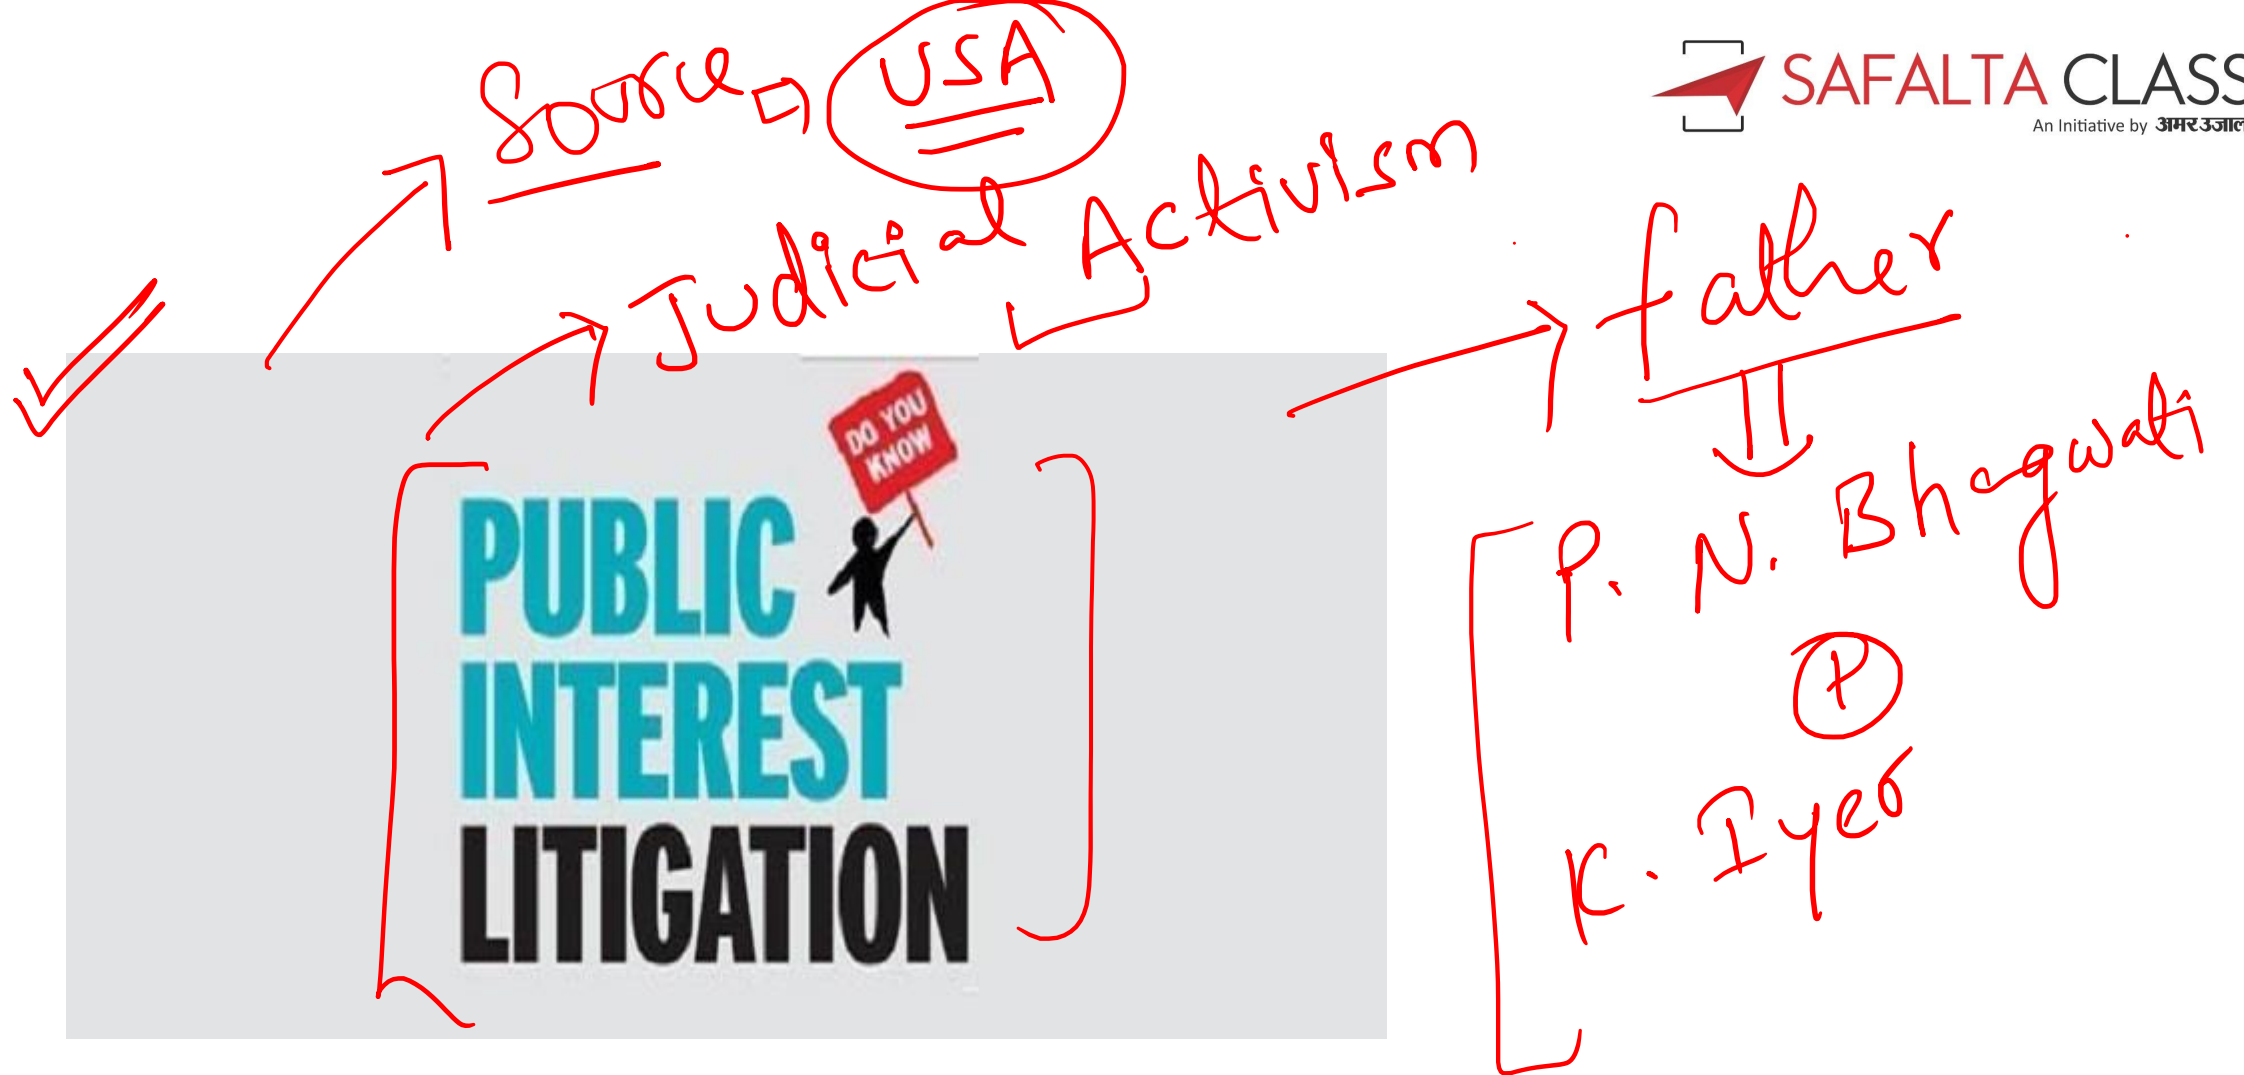 Source → USA
SAFALTA CLASS
An Initiative by अमर उजाल
Judicial Activism
father
DO YOU
KNOW
PUBLIC
INTEREST
LITIGATION
P. N. Bhagwati
+
K. Iyer